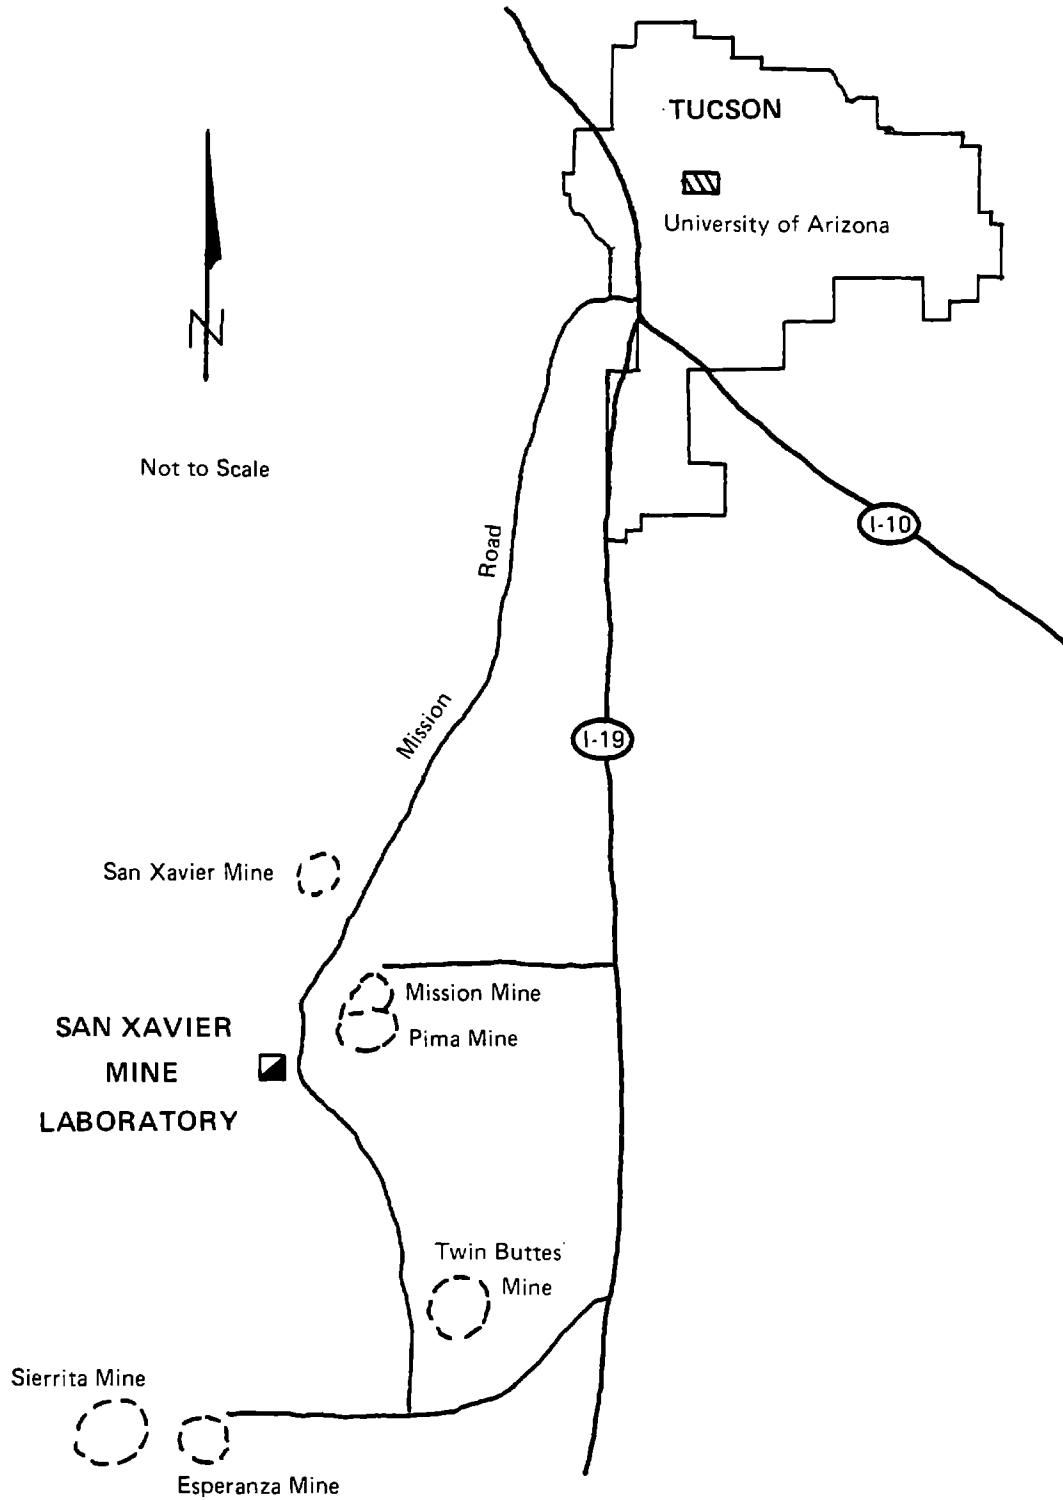 TUCSON
University of Arizona
N
Not to Scale
Road
I-10
Mission
I-19
San Xavier Mine
Mission Mine
Pima Mine
SAN XAVIER
MINE
LABORATORY
Twin Buttes
Mine
Sierrita Mine
Esperanza Mine